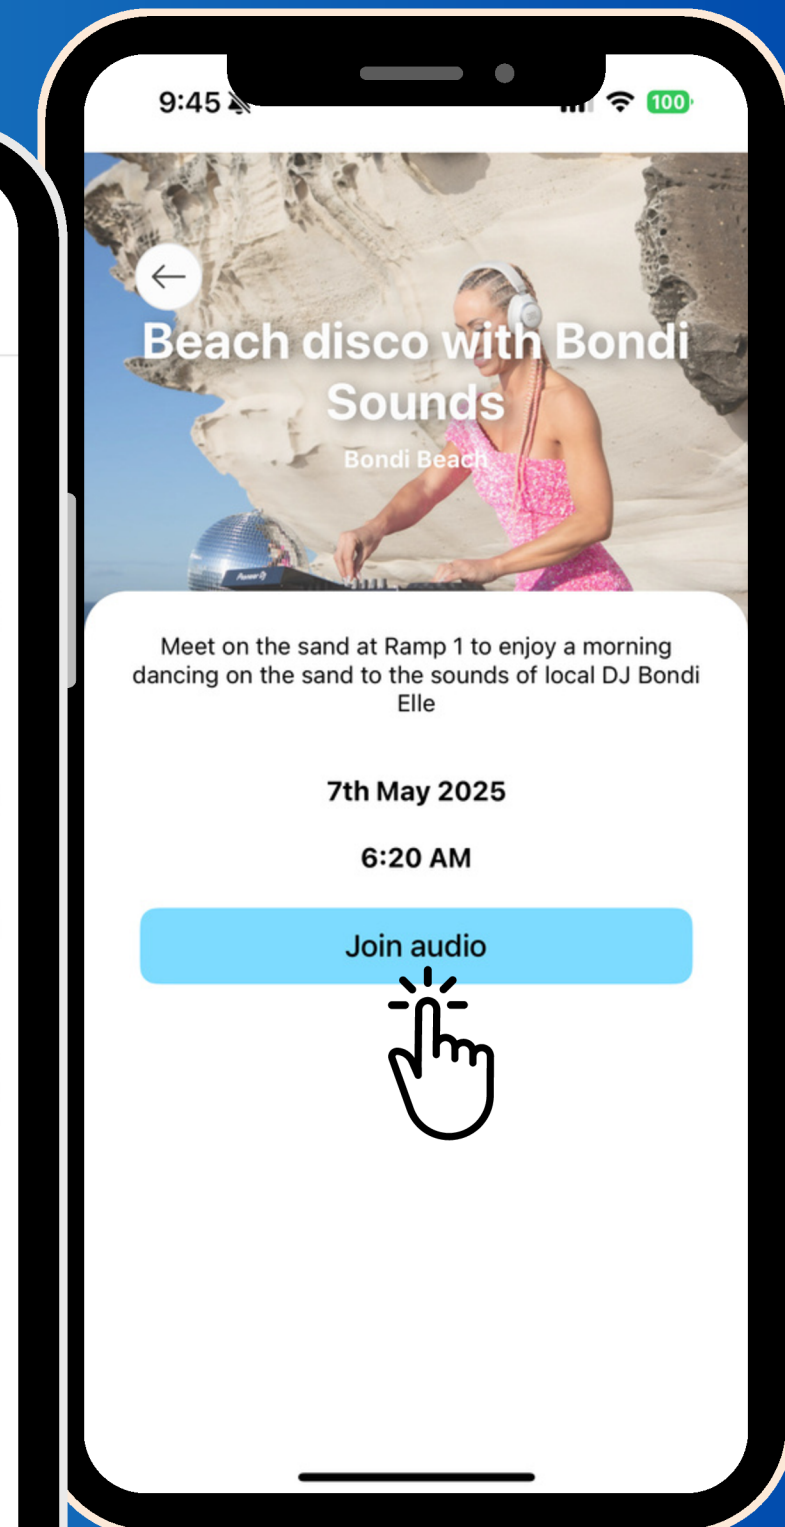 9:45
100
Beach disco with Bondi
Sounds
Bondi Beach
Pioneer Dj
Meet on the sand at Ramp 1 to enjoy a morning
dancing on the sand to the sounds of local DJ Bondi
Elle
7th May 2025
6:20 AM
Join audio